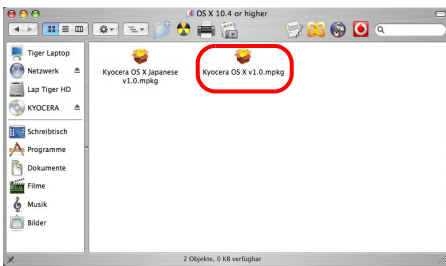 OS X 10.4 or higher
Tiger Laptop
Netzwerk
Lap Tiger HD
KYOCERA
Schreibtisch
Programme
Dokumente
Filme
Musik
Bilder
Kyocera OS X Japanese
v1.0.mpkg
Kyocera OS X v1.0.mpkg
2 Objekte, 0 KB verfügbar